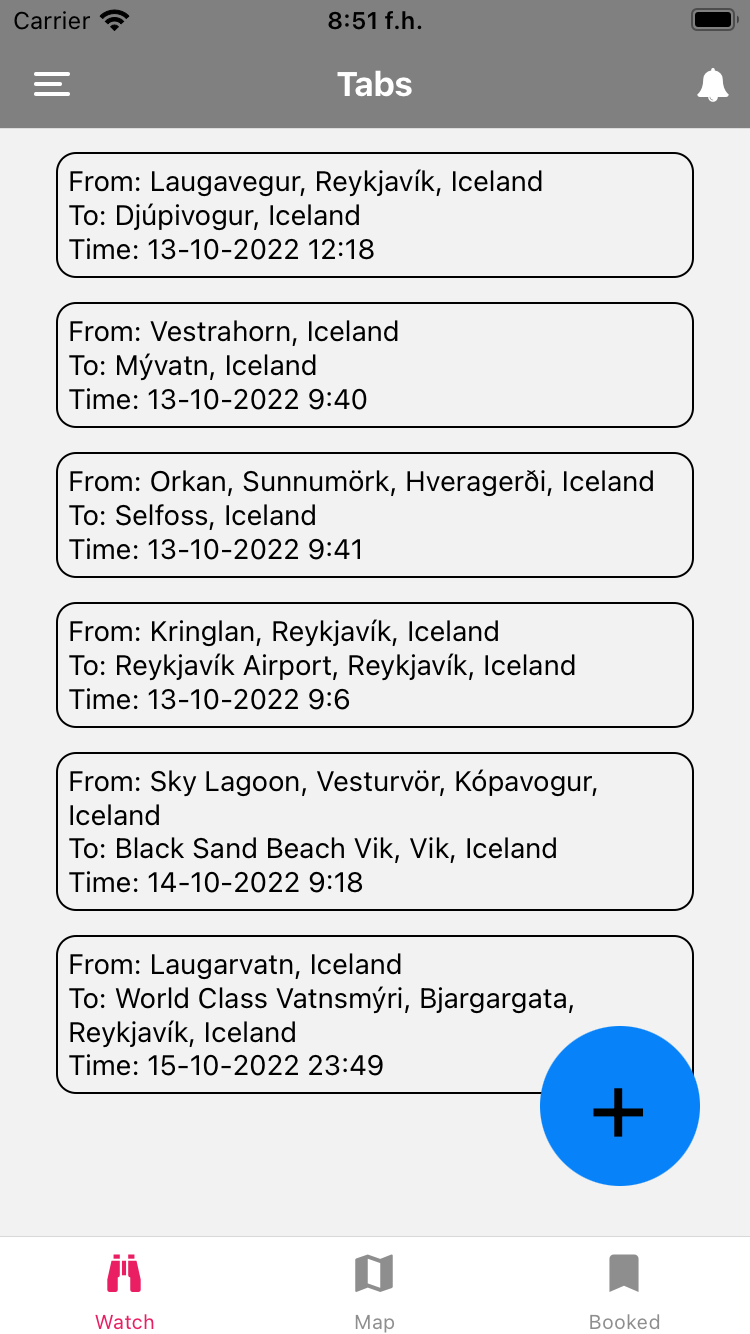 Carrier 8:51 f.h.
Tabs
From: Laugavegur, Reykjavík, Iceland
To: Djúpivogur, Iceland
Time: 13-10-2022 12:18
From: Vestrahorn, Iceland
To: Mývatn, Iceland
Time: 13-10-2022 9:40
From: Orkan, Sunnumörk, Hveragerði, Iceland
To: Selfoss, Iceland
Time: 13-10-2022 9:41
From: Kringlan, Reykjavík, Iceland
To: Reykjavík Airport, Reykjavík, Iceland
Time: 13-10-2022 9:6
From: Sky Lagoon, Vesturvör, Kópavogur,
Iceland
To: Black Sand Beach Vik, Vik, Iceland
Time: 14-10-2022 9:18
From: Laugarvatn, Iceland
To: World Class Vatnsmýri, Bjargargata,
Reykjavík, Iceland
Time: 15-10-2022 23:49
Watch Map Booked